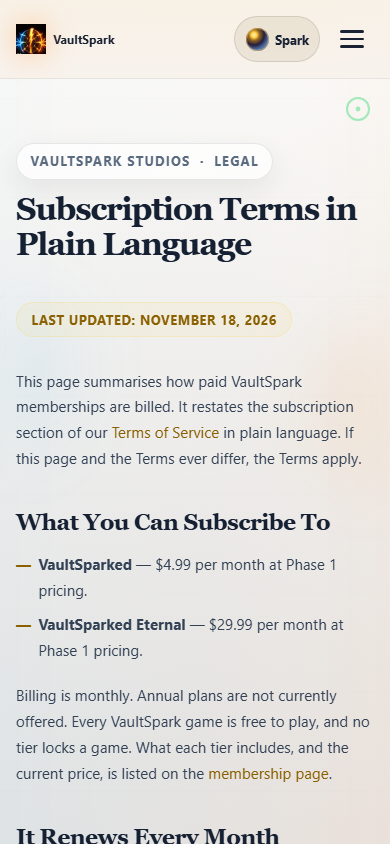 VaultSpark
Spark
VAULTSPARK STUDIOS · LEGAL
Subscription Terms in
Plain Language
LAST UPDATED: NOVEMBER 18, 2026
This page summarises how paid VaultSpark
memberships are billed. It restates the subscription
section of our Terms of Service in plain language. If
this page and the Terms ever differ, the Terms apply.
What You Can Subscribe To
— VaultSparked — $4.99 per month at Phase 1
pricing.
— VaultSparked Eternal — $29.99 per month at
Phase 1 pricing.
Billing is monthly. Annual plans are not currently
offered. Every VaultSpark game is free to play, and no
tier locks a game. What each tier includes, and the
current price, is listed on the membership page.
It Renews Every Month